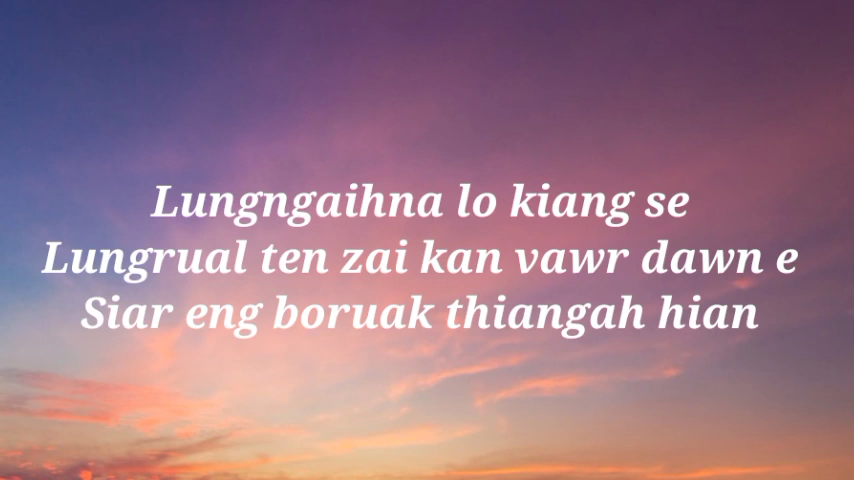 Lungngaihna lo kiang se
Lungrual ten zai kan vawr dawn e
Siar eng boruak thiangah hian